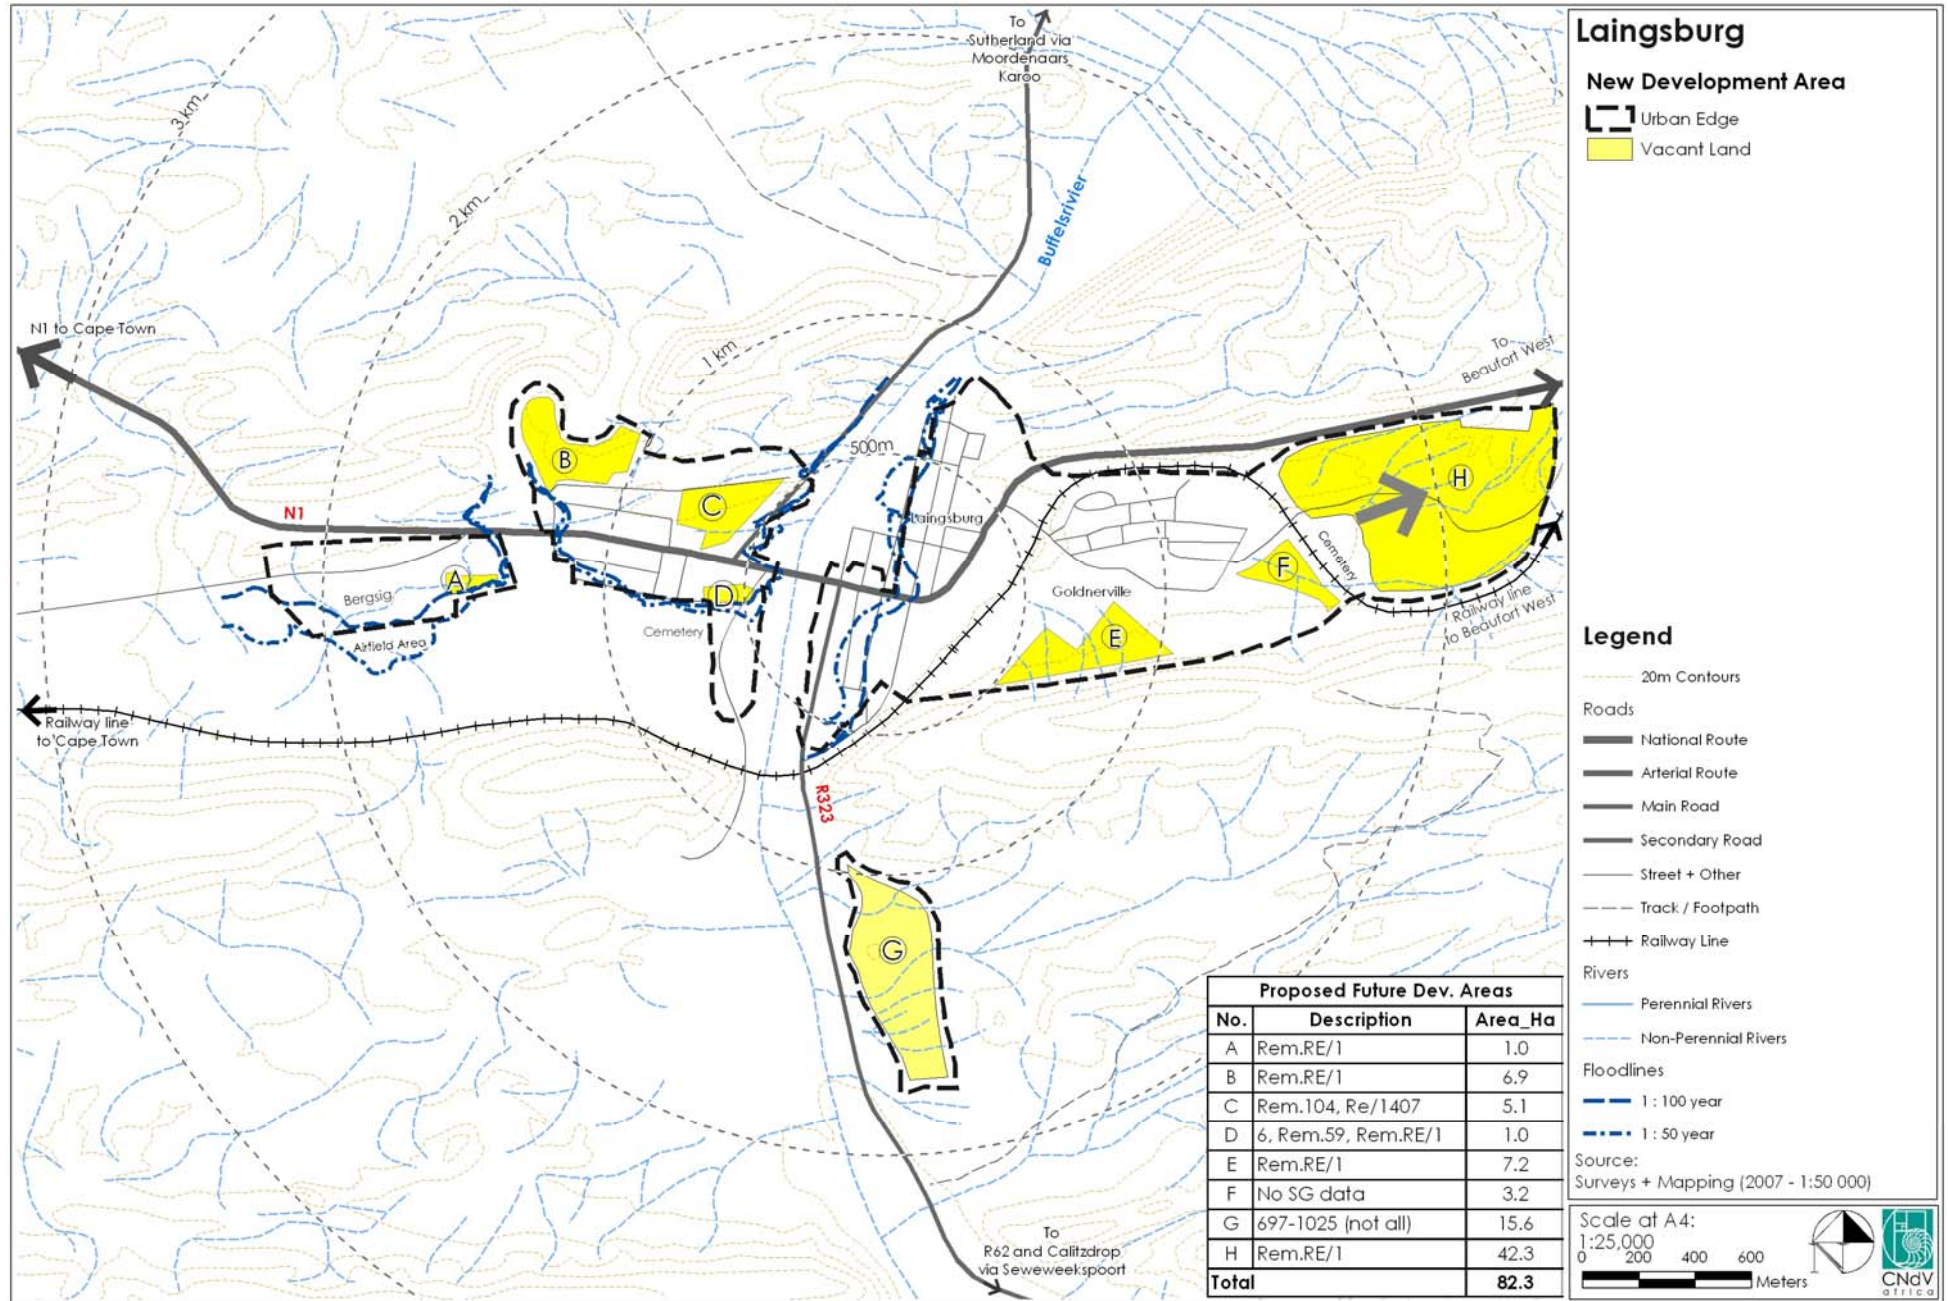 To
Sutherland via
Moordenaars
Karoo
3 km
2 km
1 km
500m
Buffelsrivier
N1 to Cape Town
To
Beaufort West
N1
B
C
H
Laingsburg
A
D
F
Cemetery
Bergsig
Goldnerville
Airfield Area
Cemetery
E
Railway line
to Beaufort West
Railway line
to Cape Town
R323
G
To
R62 and Calitzdrop
via Seweweekspoort
Proposed Future Dev. Areas
No. Description Area_Ha
A Rem.RE/1 1.0
B Rem.RE/1 6.9
C Rem.104, Re/1407 5.1
D 6, Rem.59, Rem.RE/1 1.0
E Rem.RE/1 7.2
F No SG data 3.2
G 697-1025 (not all) 15.6
H Rem.RE/1 42.3
Total 82.3
Laingsburg
New Development Area
Urban Edge
Vacant Land
Legend
20m Contours
Roads
National Route
Arterial Route
Main Road
Secondary Road
Street + Other
Track / Footpath
Railway Line
Rivers
Perennial Rivers
Non-Perennial Rivers
Floodlines
1 : 100 year
1 : 50 year
Source:
Surveys + Mapping (2007 - 1:50 000)
Scale at A4:
1:25,000
0 200 400 600
Meters
CNdV
africa